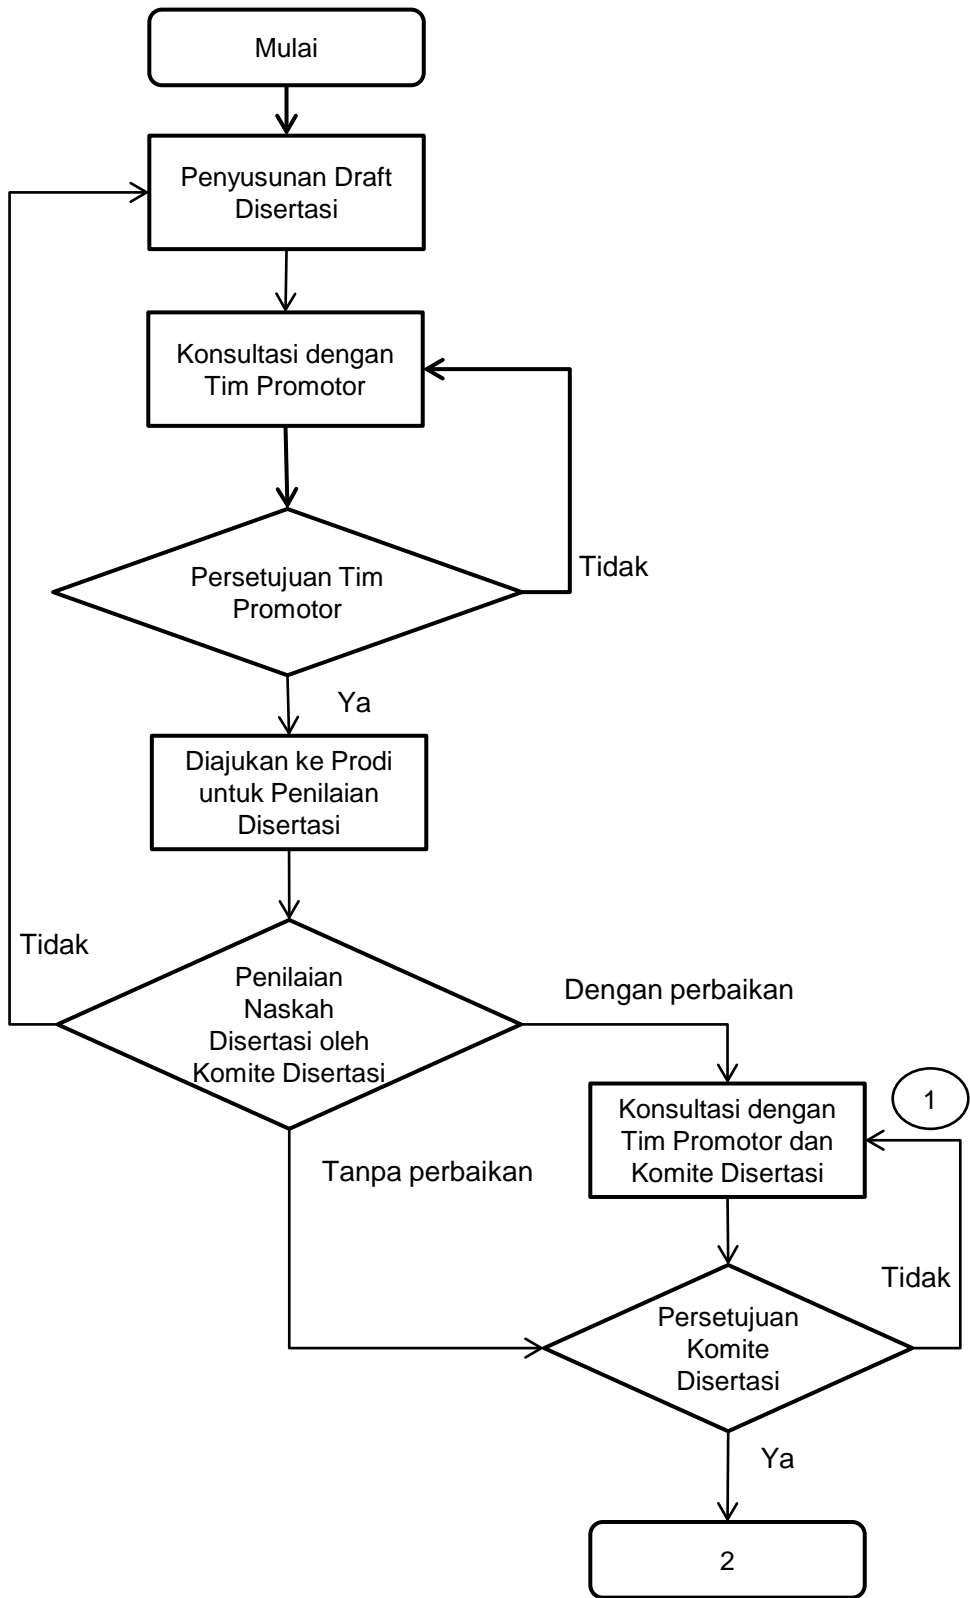 Mulai
Penyusunan Draft
Disertasi
Konsultasi dengan
Tim Promotor
Tidak
Persetujuan Tim
Promotor
Ya
Diajukan ke Prodi
untuk Penilaian
Disertasi
Tidak
Penilaian
Naskah
Disertasi oleh
Komite Disertasi
Dengan perbaikan
Konsultasi dengan
Tim Promotor dan
Komite Disertasi
1
Tanpa perbaikan
Tidak
Persetujuan
Komite
Disertasi
Ya
2